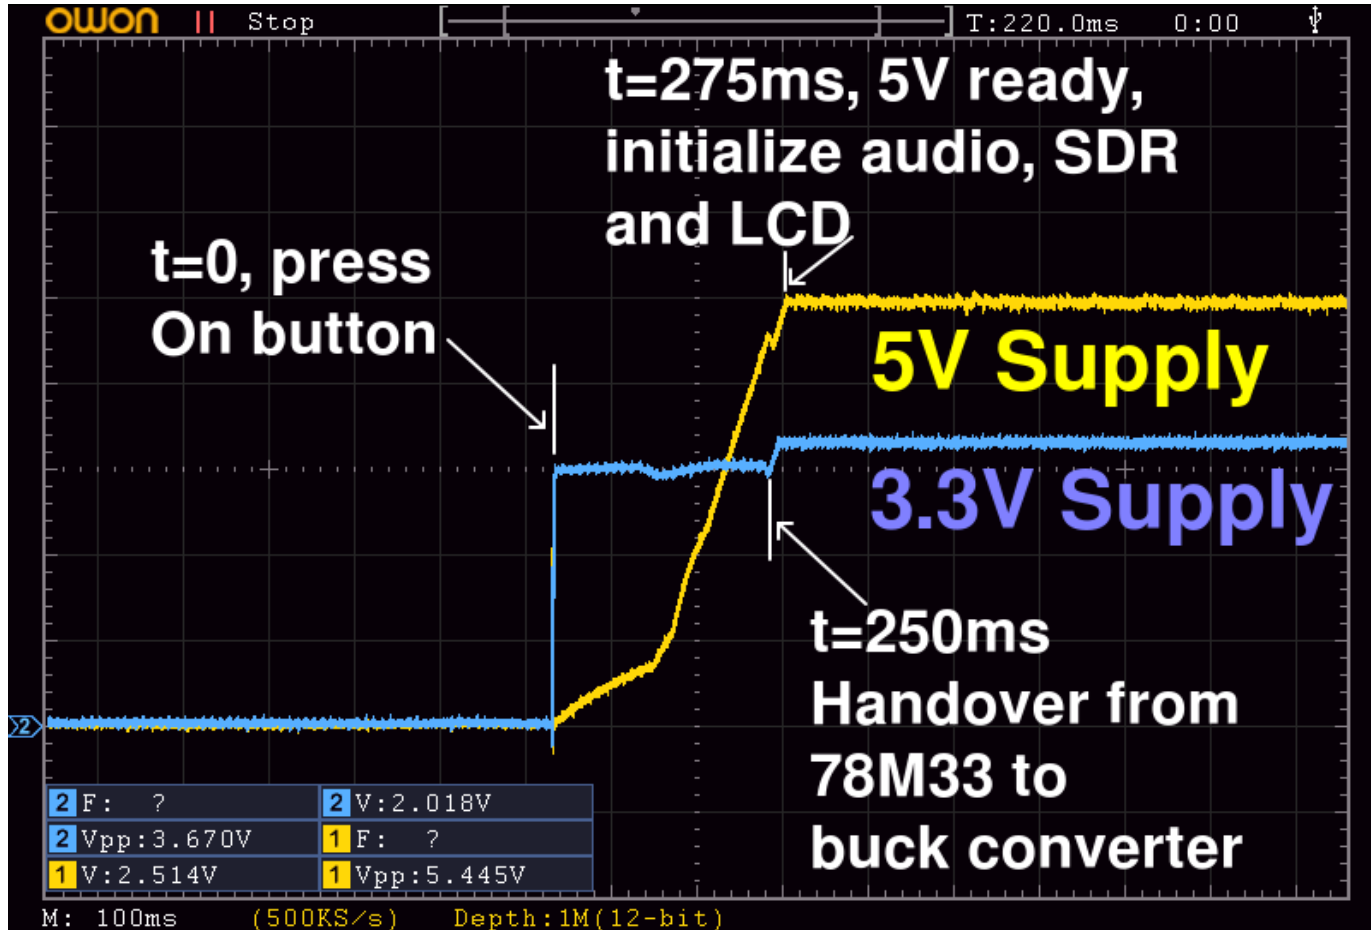 owon || Stop T:220.0ms 0:00
t=275ms, 5V ready,
initialize audio, SDR
and LCD
t=0, press
On button
5V Supply
3.3V Supply
t=250ms
Handover from
78M33 to
buck converter
2
2 F: ? 2 V:2.018V
2 Vpp:3.670V 1 F: ?
1 V:2.514V 1 Vpp:5.445V
M: 100ms (500KS/s) Depth:1M(12-bit)